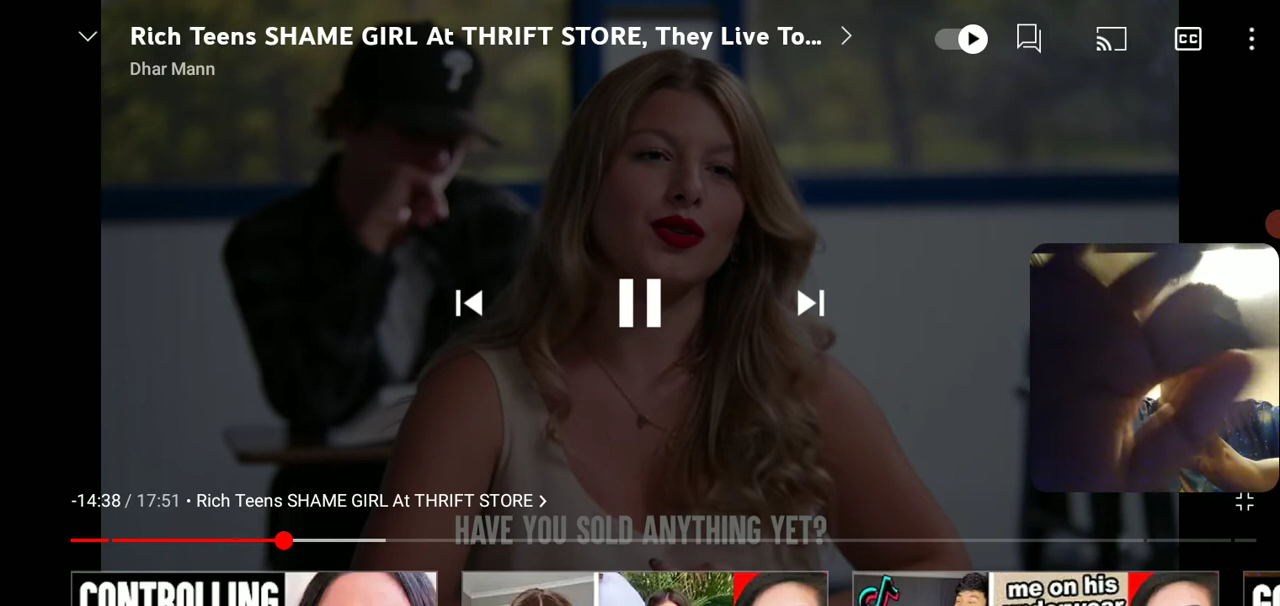 Rich Teens SHAME GIRL At THRIFT STORE, They Live To...
Dhar Mann
CC
?
-14:38 / 17:51 • Rich Teens SHAME GIRL At THRIFT STORE
HAVE YOU SOLD ANYTHING YET?
CONTROLLING
me on his